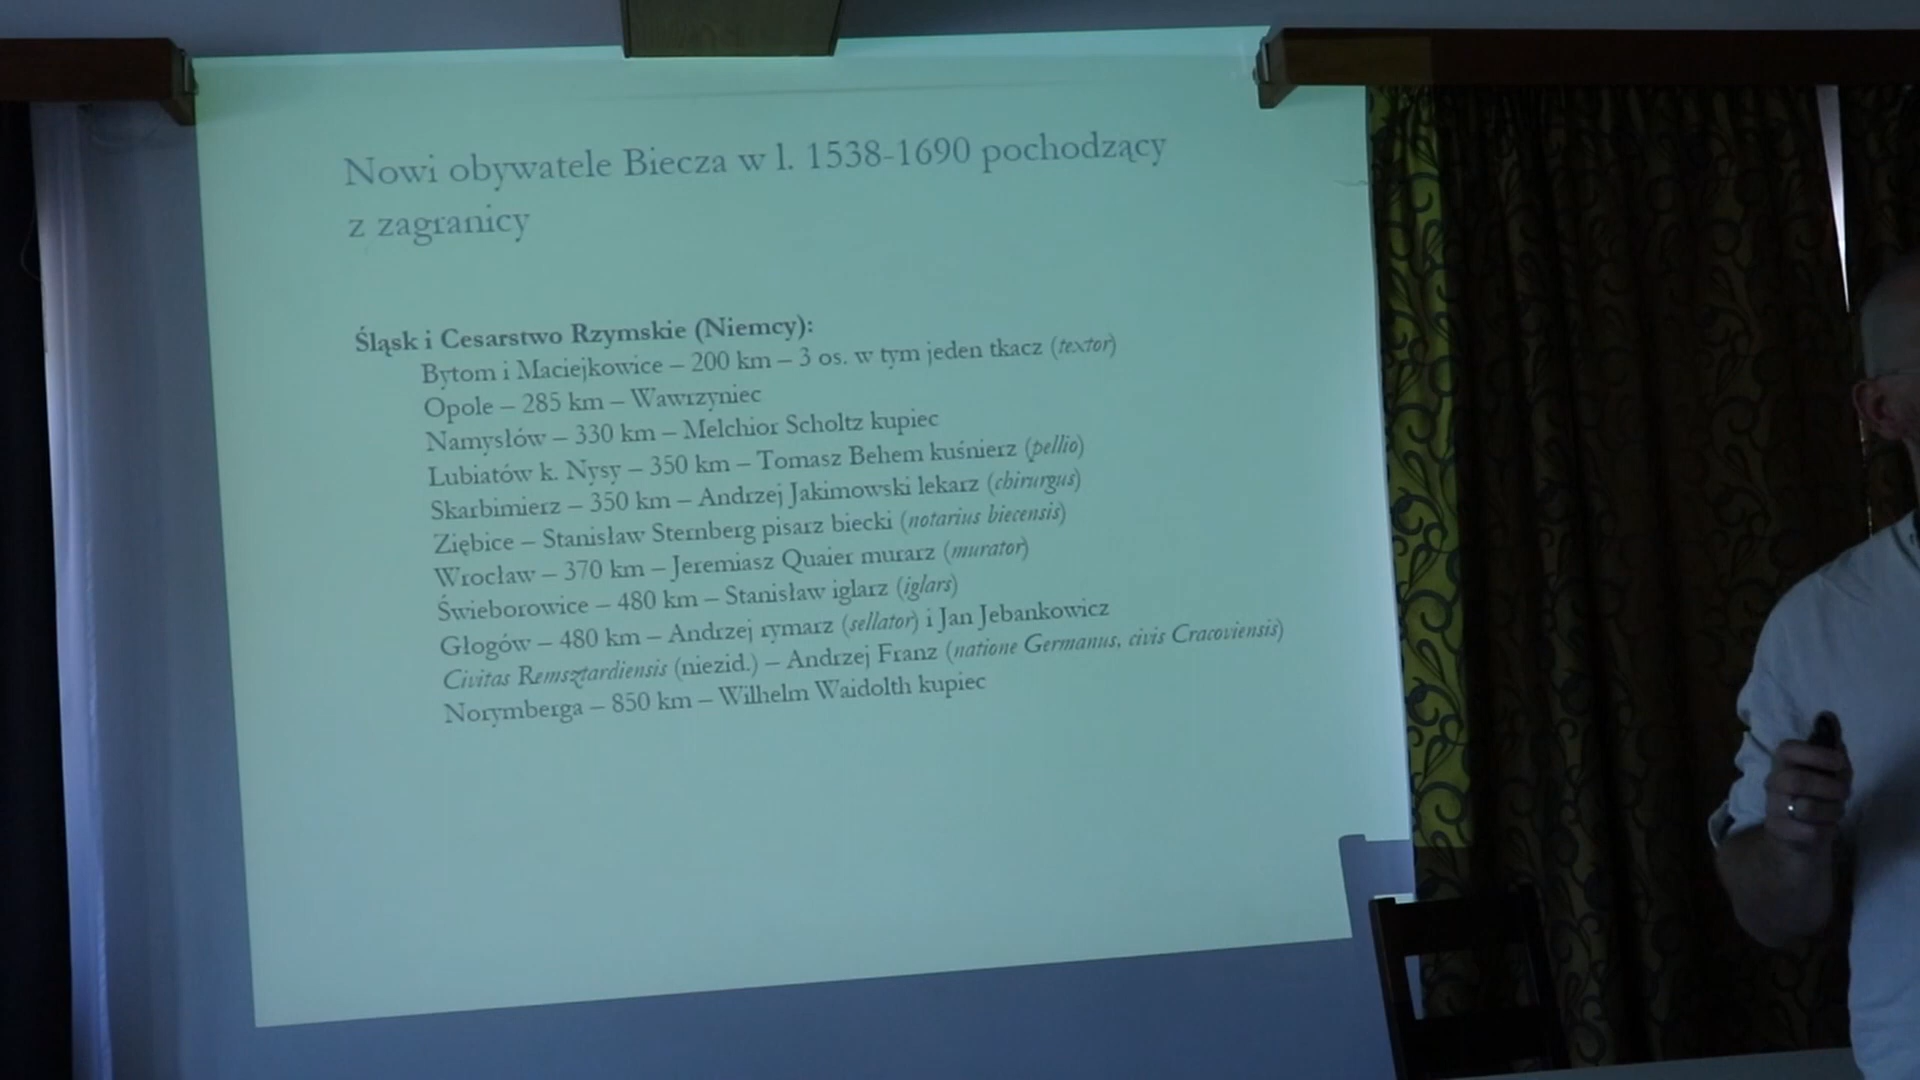 Nowi obywatele Biecza w l. 1538-1690 pochodzący
z zagranicy
Śląsk i Cesarstwo Rzymskie (Niemcy):
Bytom i Maciejkowice – 200 km – 3 os. w tym jeden tkacz (textor)
Opole – 285 km – Wawrzyniec
Namysłów – 330 km – Melchior Scholtz kupiec
Lubiatów k. Nysy – 350 km – Tomasz Behem kuśnierz (pellio)
Skarbimierz – 350 km – Andrzej Jakimowski lekarz (chirurgus)
Ziębice – Stanisław Sternberg pisarz biecki (notarius biecensis)
Wrocław – 370 km – Jeremiasz Quaier murarz (murator)
Świeborowice – 480 km – Stanisław iglarz (iglars)
Głogów – 480 km – Andrzej rymarz (sellator) i Jan Jebankowicz
Civitas Remsztardiensis (niezid.) – Andrzej Franz (natione Germanus, civis Cracoviensis)
Norymberga – 850 km – Wilhelm Waidolth kupiec